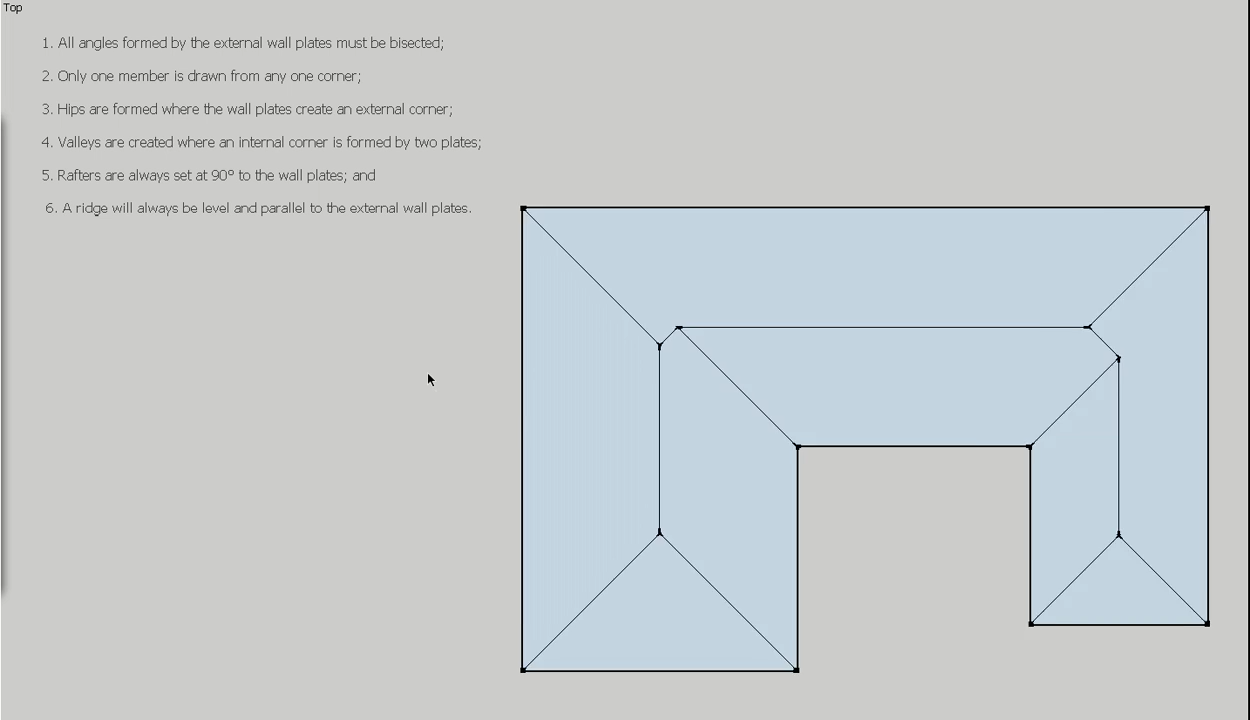 Top
1. All angles formed by the external wall plates must be bisected;
2. Only one member is drawn from any one corner;
3. Hips are formed where the wall plates create an external corner;
4. Valleys are created where an internal corner is formed by two plates;
5. Rafters are always set at 90° to the wall plates; and
6. A ridge will always be level and parallel to the external wall plates.